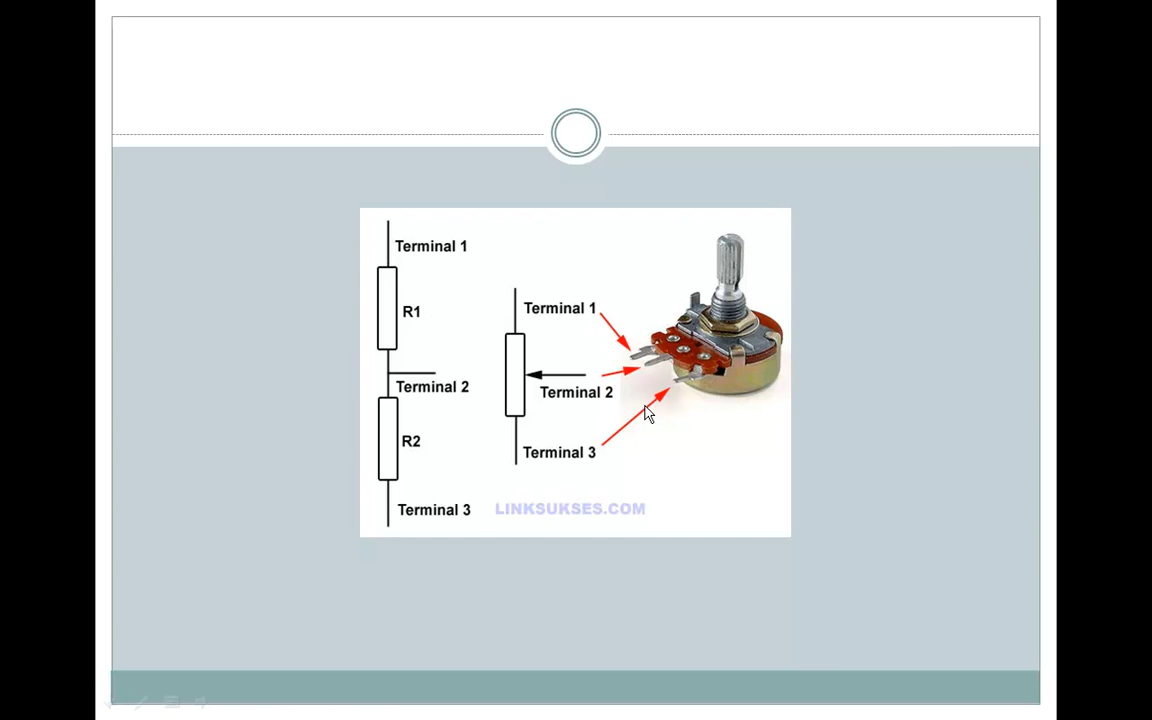 Terminal 1
R1
Terminal 2
R2
Terminal 3
Terminal 1
Terminal 2
Terminal 3
LINKSUKSES.COM